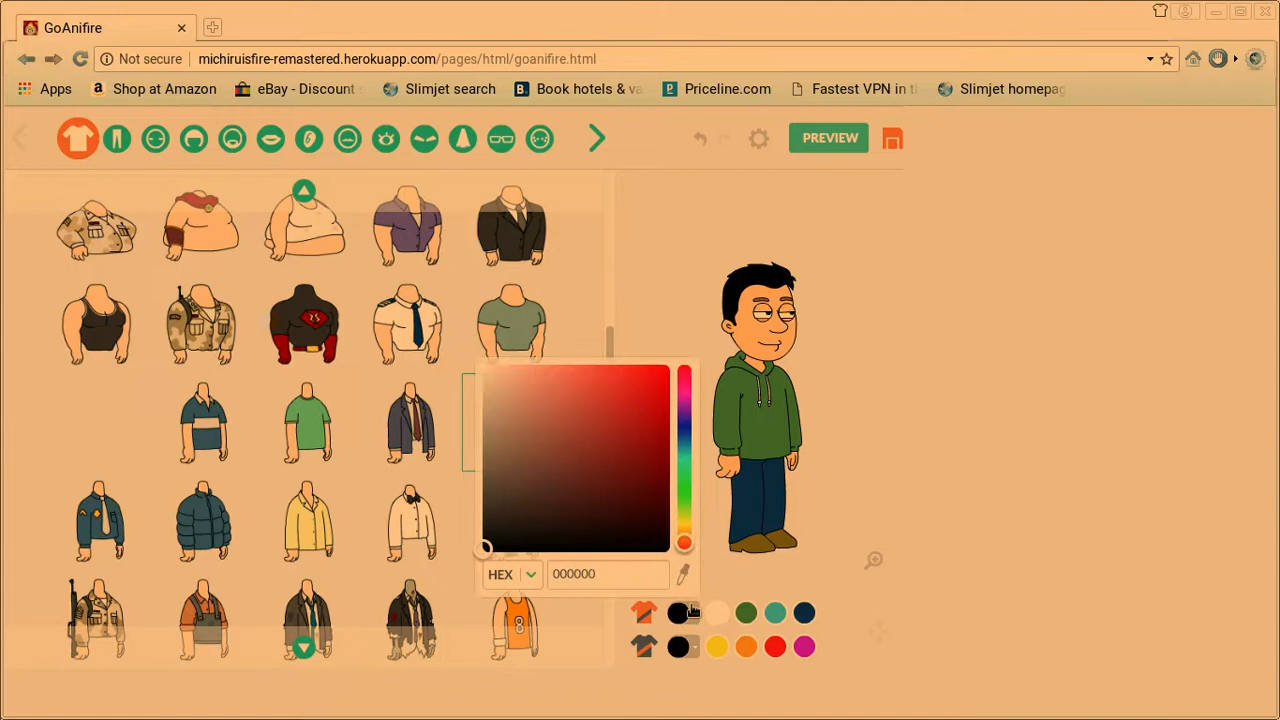 GoAnifire
Not secure michiruisfire-remastered.herokuapp.com/pages/html/goanifire.html
Apps Shop at Amazon eBay - Discount Slimjet search Book hotels & va Priceline.com Fastest VPN in t Slimjet homepag
PREVIEW
HEX 000000
8